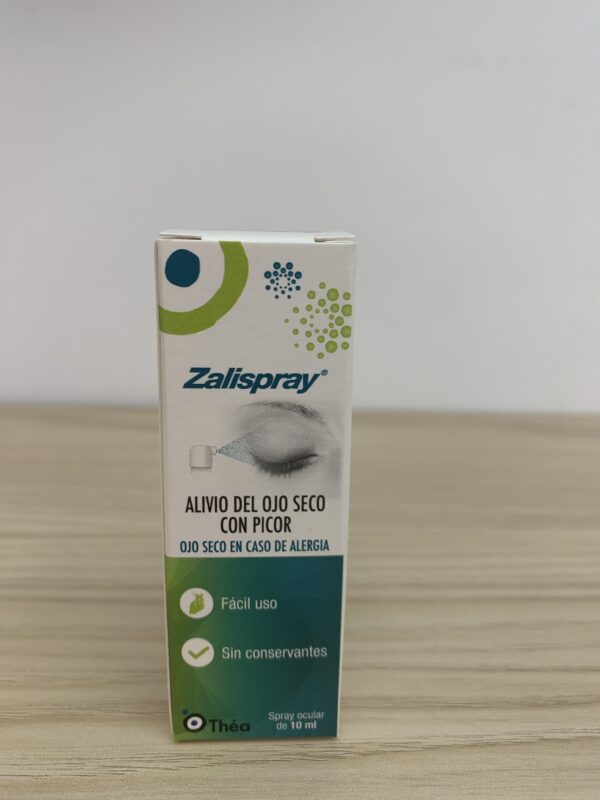 Zalispray®
ALIVIO DEL OJO SECO
CON PICOR
OJO SECO EN CASO DE ALERGIA
Fácil uso
Sin conservantes
Théa
Spray ocular
de 10 ml